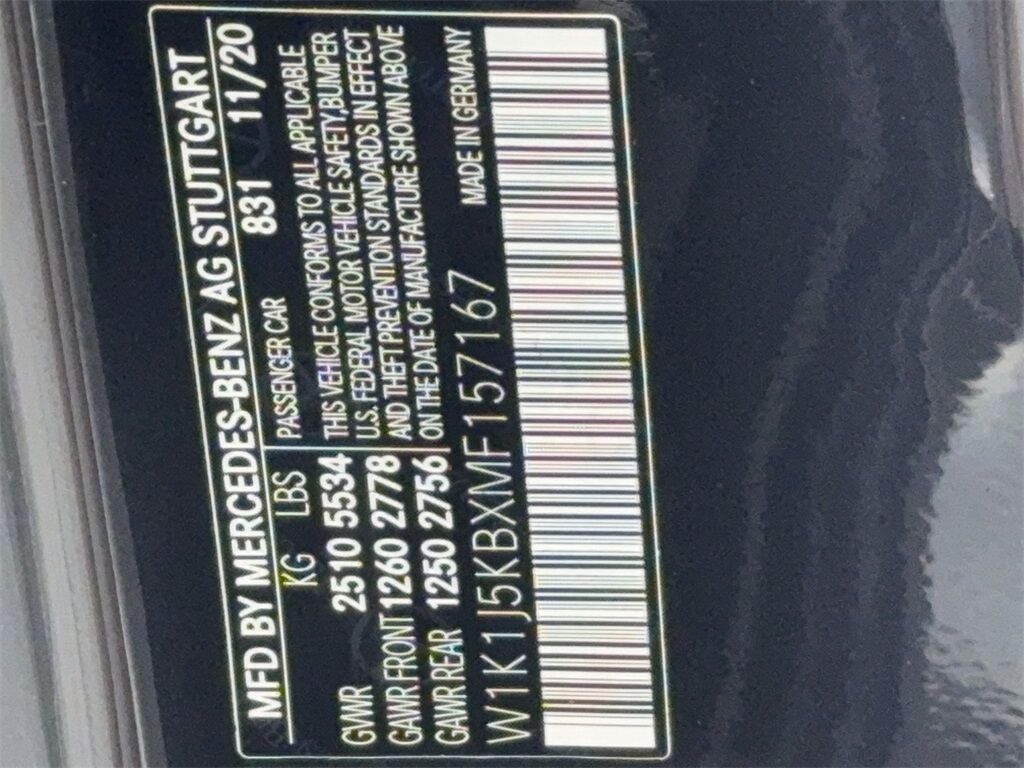 MFD BY MERCEDES-BENZ AG STUTTGART
KG LBS 831 11/20
PASSENGER CAR
GVWR 2510 5534 THIS VEHICLE CONFORMS TO ALL APPLICABLE
U.S. FEDERAL MOTOR VEHICLE SAFETY, BUMPER
GAWR FRONT 1260 2778 AND THEFT PREVENTION STANDARDS IN EFFECT
GAWR REAR 1250 2756 ON THE DATE OF MANUFACTURE SHOWN ABOVE
W1K1J5KBXMF157167 MADE IN GERMANY